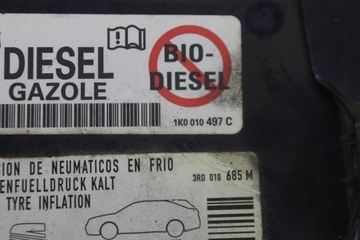 DIESEL
GAZOLE
BIO-
DIESEL
1K0 010 497 C
ION DE NEUMATICOS EN FRIO
ENFUELLDRUCK KALT
TYRE INFLATION
3R0 010 685 M